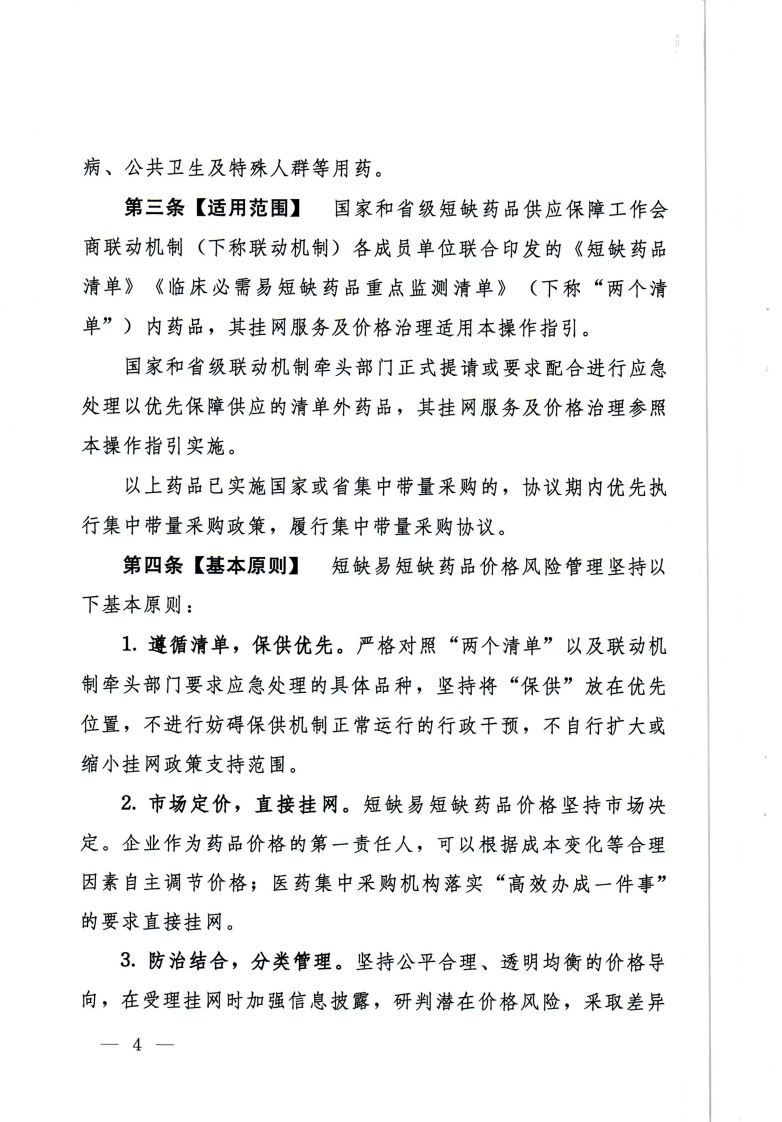 病、公共卫生及特殊人群等用药。
第三条【适用范围】 国家和省级短缺药品供应保障工作会
商联动机制（下称联动机制）各成员单位联合印发的《短缺药品
清单》《临床必需易短缺药品重点监测清单》（下称“两个清
单”）内药品，其挂网服务及价格治理适用本操作指引。
国家和省级联动机制牵头部门正式提请或要求配合进行应急
处理以优先保障供应的清单外药品，其挂网服务及价格治理参照
本操作指引实施。
以上药品已实施国家或省集中带量采购的，协议期内优先执
行集中带量采购政策，履行集中带量采购协议。
第四条【基本原则】 短缺易短缺药品价格风险管理坚持以
下基本原则：
1. 遵循清单，保供优先。严格对照“两个清单”以及联动机
制牵头部门要求应急处理的具体品种，坚持将“保供”放在优先
位置，不进行妨碍保供机制正常运行的行政干预，不自行扩大或
缩小挂网政策支持范围。
2. 市场定价，直接挂网。短缺易短缺药品价格坚持市场决
定。企业作为药品价格的第一责任人，可以根据成本变化等合理
因素自主调节价格；医药集中采购机构落实“高效办成一件事”
的要求直接挂网。
3. 防治结合，分类管理。坚持公平合理、透明均衡的价格导
向，在受理挂网时加强信息披露，研判潜在价格风险，采取差异
— 4 —